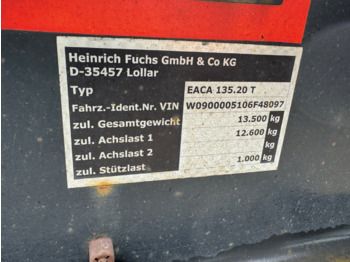 Heinrich Fuchs GmbH & Co KG
D-35457 Lollar
Typ EACA 135.20 T
Fahrz.-Ident.Nr. VIN W0900005106F48097
zul. Gesamtgewicht 13.500 kg
zul. Achslast 1 12.600 kg
zul. Achslast 2 kg
zul. Stützlast 1.000 kg